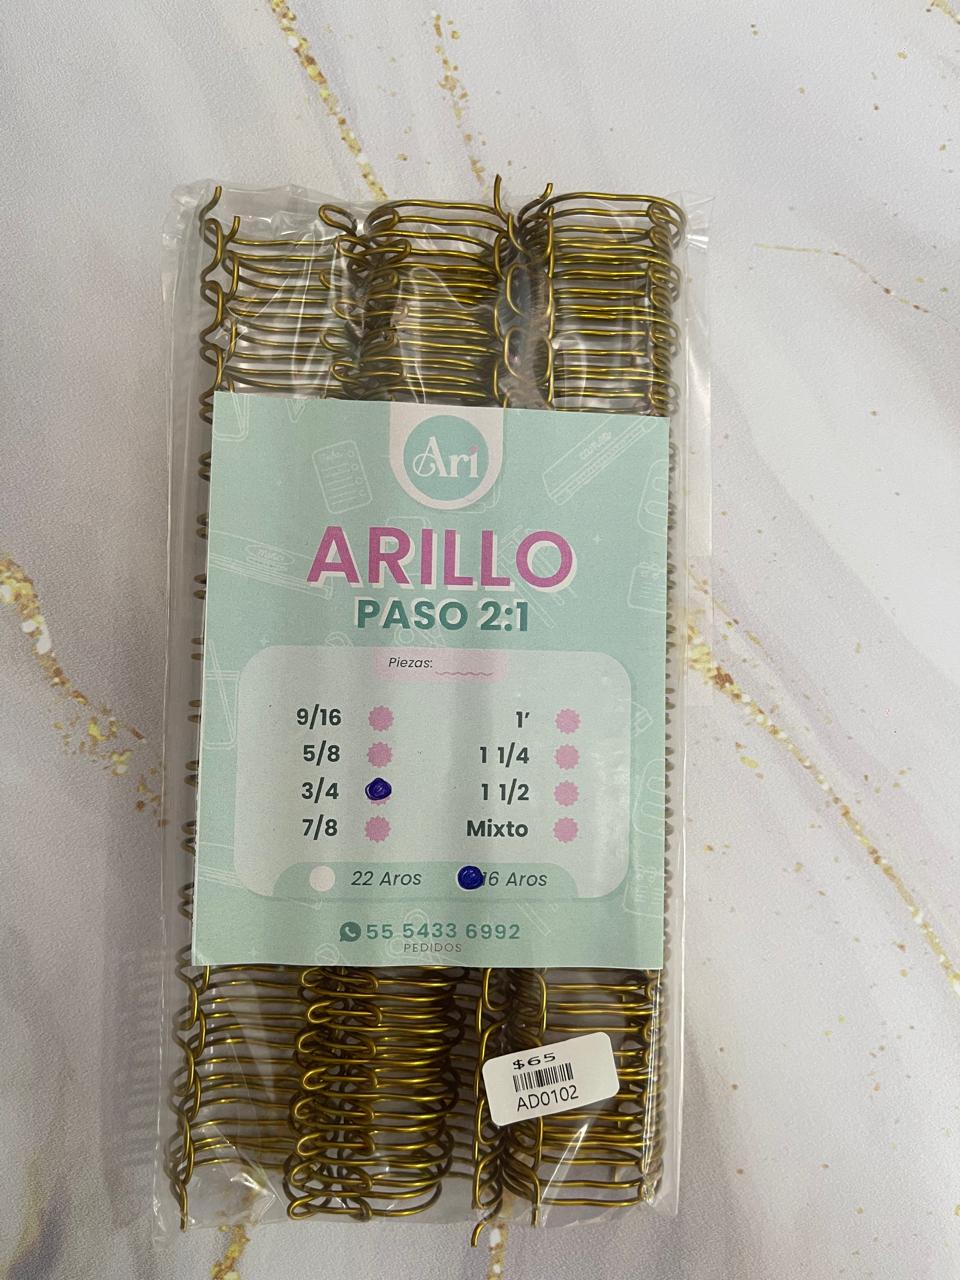 Ari
ARILLO
PASO 2:1
Piezas:
9/16
5/8
3/4
7/8
1’
1 1/4
1 1/2
Mixto
22 Aros
16 Aros
55 5433 6992
PEDIDOS
$65
AD0102